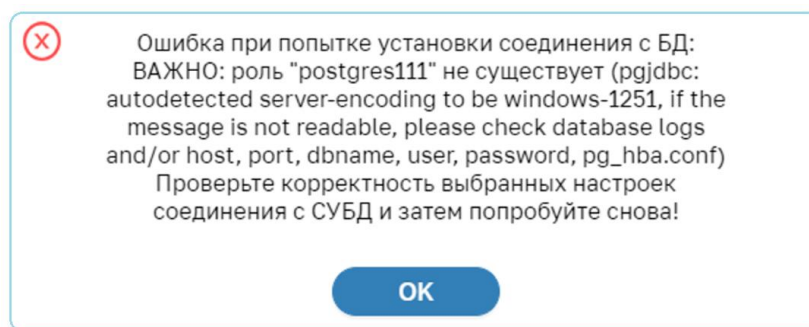 Ошибка при попытке установки соединения с БД:
ВАЖНО: роль "postgres111" не существует (pgjdbc:
autodetected server-encoding to be windows-1251, if the
message is not readable, please check database logs
and/or host, port, dbname, user, password, pg_hba.conf)
Проверьте корректность выбранных настроек
соединения с СУБД и затем попробуйте снова!
OK